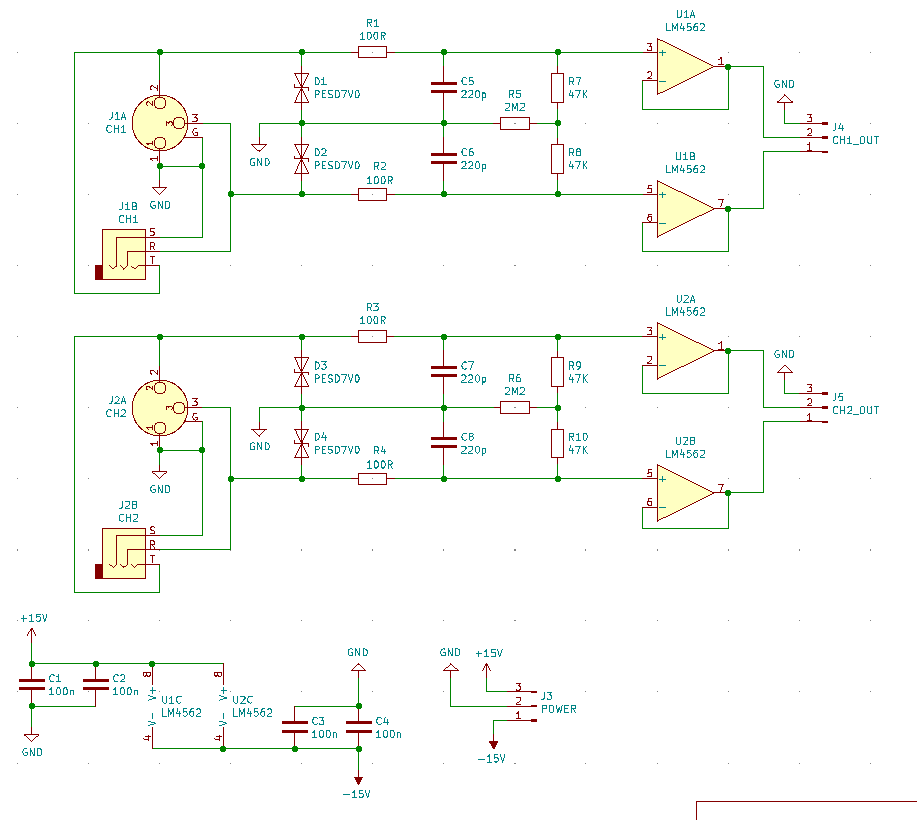 U1A
LM4562
R1
100R
3
+
1
2
−
D1
PESD7V0
C5
220p
R7
47K
GND
2
2
J1A
CH1
3
3
G
1
1
R5
2M2
3
2
1
J4
CH1_OUT
GND
D2
PESD7V0
C6
220p
R8
47K
U1B
LM4562
R2
100R
GND
5
+
7
6
−
J1B
CH1
S
R
T
U2A
LM4562
R3
100R
3
+
1
2
−
D3
PESD7V0
C7
220p
R9
47K
GND
2
2
J2A
CH2
3
3
G
1
1
R6
2M2
3
2
1
J5
CH2_OUT
GND
D4
PESD7V0
C8
220p
R10
47K
U2B
LM4562
R4
100R
GND
5
+
7
6
−
J2B
CH2
S
R
T
+15V
GND
GND
+15V
C1
100n
C2
100n
8
V+
V−
4
U1C
LM4562
8
V+
V−
4
U2C
LM4562
C3
100n
C4
100n
3
2
1
J3
POWER
GND
−15V
−15V